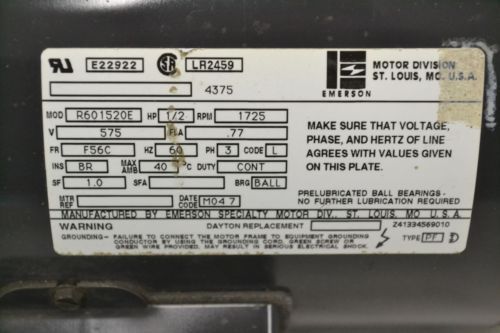 E22922 LR2459
4375
MOTOR DIVISION
ST. LOUIS, MO. U.S.A.
EMERSON
MOD R601520E HP 1/2 RPM 1725
V 575 FLA .77
FR F56C HZ 60 PH 3 CODE L
INS BR MAX AMB 40 °C DUTY CONT
SF 1.0 SFA BRG BALL
MTR REF DATE CODE M047
MAKE SURE THAT VOLTAGE,
PHASE, AND HERTZ OF LINE
AGREES WITH VALUES GIVEN
ON THIS PLATE.
PRELUBRICATED BALL BEARINGS -
NO FURTHER LUBRICATION REQUIRED
MANUFACTURED BY EMERSON SPECIALTY MOTOR DIV., ST. LOUIS, MO U.S.A.
WARNING DAYTON REPLACEMENT Z41334569010
GROUNDING- FAILURE TO CONNECT THE MOTOR FRAME TO EQUIPMENT GROUNDING
CONDUCTOR BY USING THE GROUNDING CORD, GREEN SCREW OR
GREEN WIRE PROVIDED, MAY RESULT IN SERIOUS ELECTRICAL SHOCK.
TYPE PF